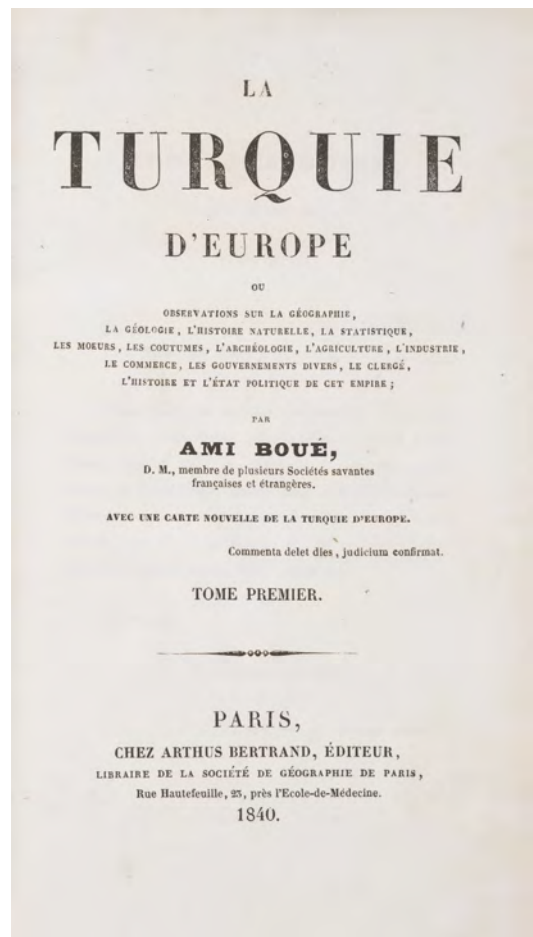 LA
TURQUIE
D'EUROPE
OU
OBSERVATIONS SUR LA GÉOGRAPHIE,
LA GÉOLOGIE, L'HISTOIRE NATURELLE, LA STATISTIQUE,
LES MOEURS, LES COUTUMES, L'ARCHÉOLOGIE, L'AGRICULTURE, L'INDUSTRIE,
LE COMMERCE, LES GOUVERNEMENTS DIVERS, LE CLERGÉ,
L'HISTOIRE ET L'ÉTAT POLITIQUE DE CET EMPIRE;
PAR
AMI BOUÉ,
D. M., membre de plusieurs Sociétés savantes
françaises et étrangères.
AVEC UNE CARTE NOUVELLE DE LA TURQUIE D'EUROPE.
Commenta delet dies, judicium confirmat.
TOME PREMIER.
PARIS,
CHEZ ARTHUS BERTRAND, ÉDITEUR,
LIBRAIRE DE LA SOCIÉTÉ DE GÉOGRAPHIE DE PARIS,
Rue Hautefeuille, 23, près l'Ecole-de-Médecine.
1840.